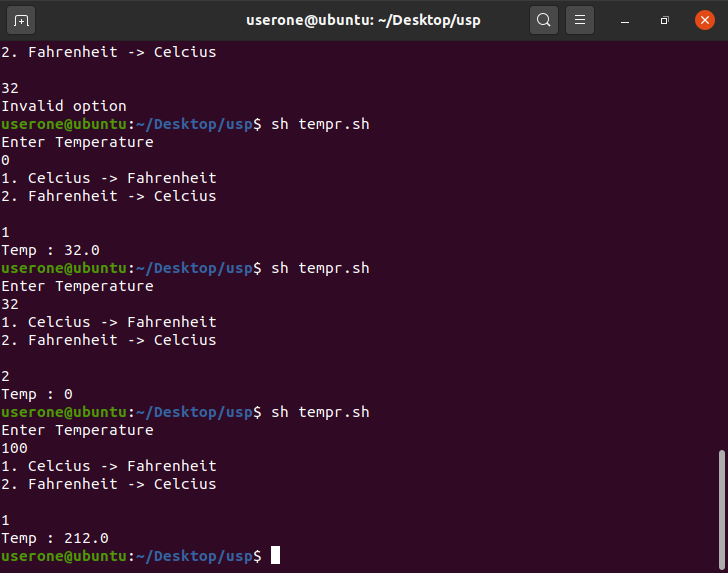 userone@ubuntu: ~/Desktop/usp
2. Fahrenheit -> Celcius

32
Invalid option
userone@ubuntu:~/Desktop/usp$ sh tempr.sh
Enter Temperature
0
1. Celcius -> Fahrenheit
2. Fahrenheit -> Celcius

1
Temp : 32.0
userone@ubuntu:~/Desktop/usp$ sh tempr.sh
Enter Temperature
32
1. Celcius -> Fahrenheit
2. Fahrenheit -> Celcius

2
Temp : 0
userone@ubuntu:~/Desktop/usp$ sh tempr.sh
Enter Temperature
100
1. Celcius -> Fahrenheit
2. Fahrenheit -> Celcius

1
Temp : 212.0
userone@ubuntu:~/Desktop/usp$